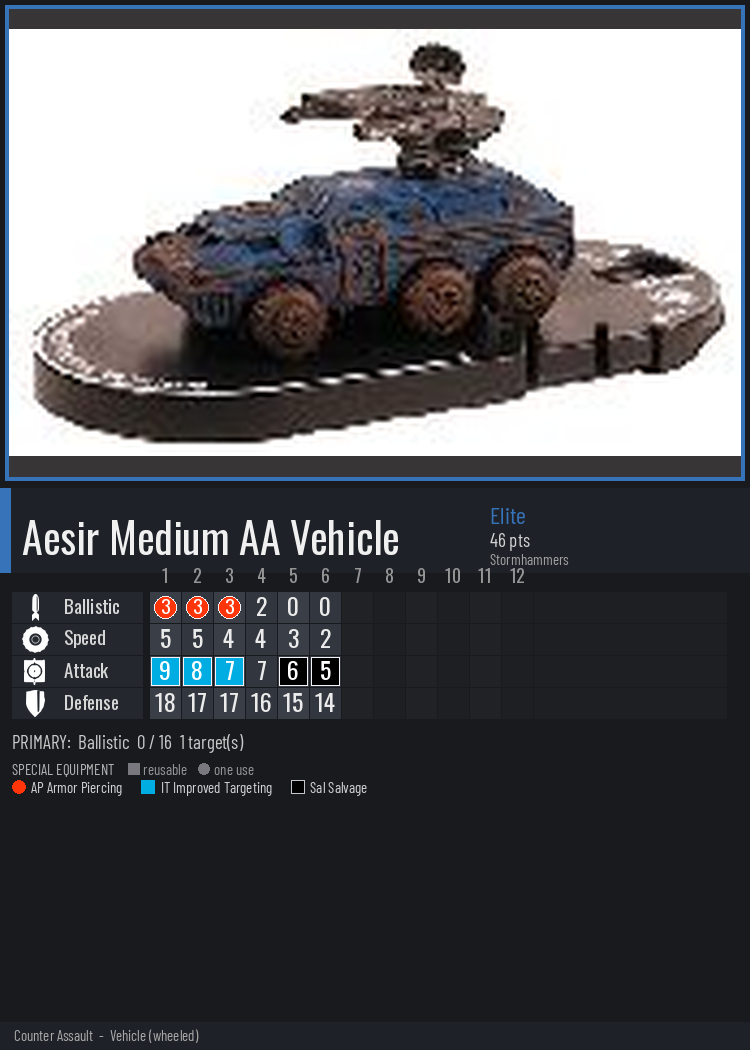 Aesir Medium AA Vehicle
Elite
46 pts
Stormhammers
1 2 3 4 5 6 7 8 9 10 11 12
Ballistic 3 3 3 2 0 0
Speed 5 5 4 4 3 2
Attack 9 8 7 7 6 5
Defense 18 17 17 16 15 14
PRIMARY: Ballistic 0 / 16 1 target(s)
SPECIAL EQUIPMENT reusable one use
AP Armor Piercing IT Improved Targeting Sal Salvage
Counter Assault - Vehicle (wheeled)